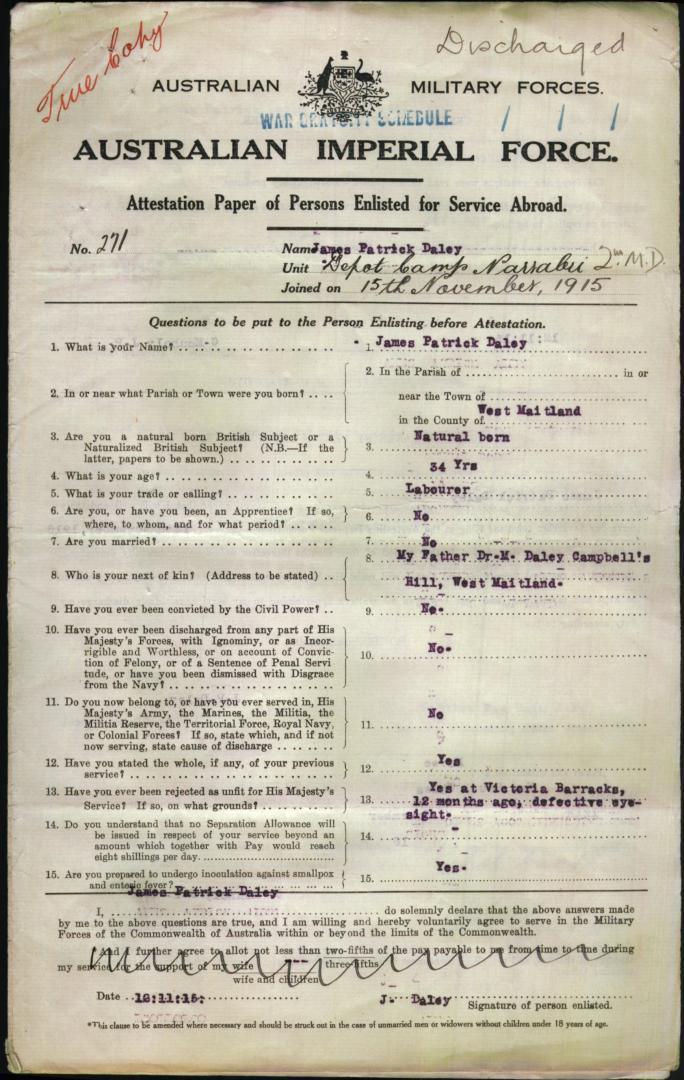 True Copy
Discharged
AUSTRALIAN MILITARY FORCES.
WAR GRATUITY SCHEDULE / / /
AUSTRALIAN IMPERIAL FORCE.
Attestation Paper of Persons Enlisted for Service Abroad.
No. 271
Name James Patrick Daley
Unit Depot Camp Narrabri 2nd M.D.
Joined on 15th November, 1915
Questions to be put to the Person Enlisting before Attestation.
1. What is your Name? 1. James Patrick Daley
2. In or near what Parish or Town were you born? 2. In the Parish of in or
near the Town of
in the County of West Maitland
3. Are you a natural born British Subject or a
Naturalized British Subject? (N.B.—If the
latter, papers to be shown.) 3. Natural born
4. What is your age? 4. 34 Yrs
5. What is your trade or calling? 5. Labourer
6. Are you, or have you been, an Apprentice? If so,
where, to whom, and for what period? 6. No
7. Are you married? 7. No
8. Who is your next of kin? (Address to be stated) 8. My Father Dr-M- Daley Campbell's
Hill, West Maitland-
9. Have you ever been convicted by the Civil Power? 9. No-
10. Have you ever been discharged from any part of His
Majesty's Forces, with Ignominy, or as Incor-
rigible and Worthless, or on account of Convic-
tion of Felony, or of a Sentence of Penal Servi-
tude, or have you been dismissed with Disgrace
from the Navy? 10. No-
11. Do you now belong to, or have you ever served in, His
Majesty's Army, the Marines, the Militia, the
Militia Reserve, the Territorial Force, Royal Navy,
or Colonial Forces? If so, state which, and if not
now serving, state cause of discharge 11. No
12. Have you stated the whole, if any, of your previous
service? 12. Yes
13. Have you ever been rejected as unfit for His Majesty's
Service? If so, on what grounds? 13. Yes at Victoria Barracks,
12 months ago, defective eye-
sight-
14. Do you understand that no Separation Allowance will
be issued in respect of your service beyond an
amount which together with Pay would reach
eight shillings per day. 14. -
15. Are you prepared to undergo inoculation against smallpox
and enteric fever? 15. Yes-
James Patrick Daley
I, do solemnly declare that the above answers made
by me to the above questions are true, and I am willing and hereby voluntarily agree to serve in the Military
Forces of the Commonwealth of Australia within or beyond the limits of the Commonwealth.
*And I further agree to allot not less than two-fifths of the pay payable to me from time to time during
three-fifths
my service for the support of my wife
wife and children
Date 12:11:15:
J. Daley
Signature of person enlisted.
*This clause to be amended where necessary and should be struck out in the case of unmarried men or widowers without children under 18 years of age.